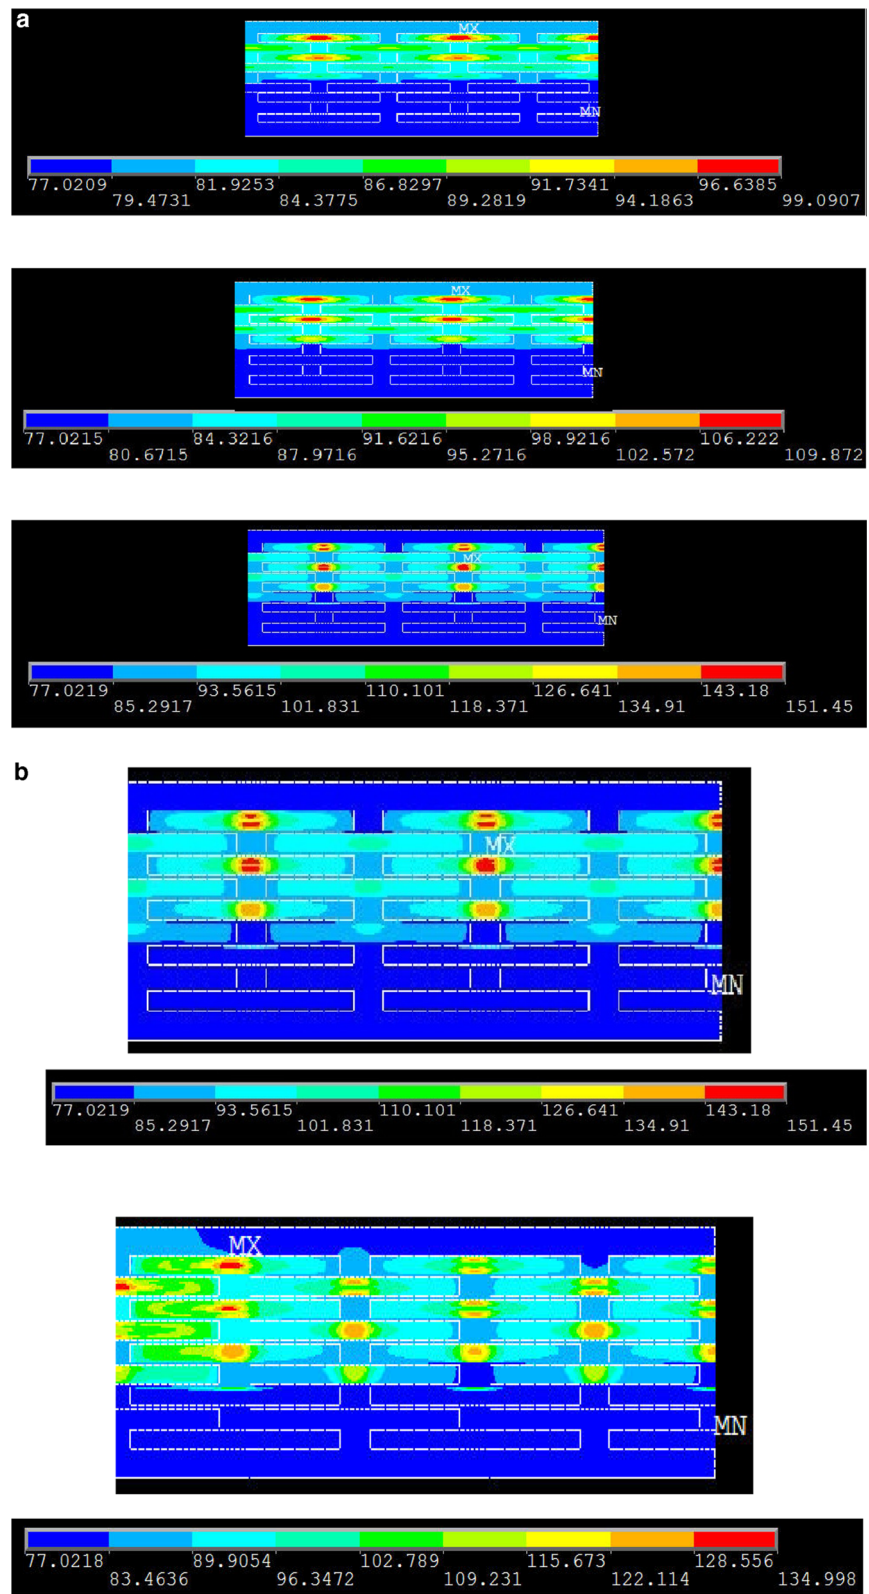 a
MX
MN
77.0209 81.9253 86.8297 91.7341 96.6385
79.4731 84.3775 89.2819 94.1863 99.0907
MX
MN
77.0215 84.3216 91.6216 98.9216 106.222
80.6715 87.9716 95.2716 102.572 109.872
MX
MN
77.0219 93.5615 110.101 126.641 143.18
85.2917 101.831 118.371 134.91 151.45
b
MX
MN
77.0219 93.5615 110.101 126.641 143.18
85.2917 101.831 118.371 134.91 151.45
MX
MN
77.0218 89.9054 102.789 115.673 128.556
83.4636 96.3472 109.231 122.114 134.998